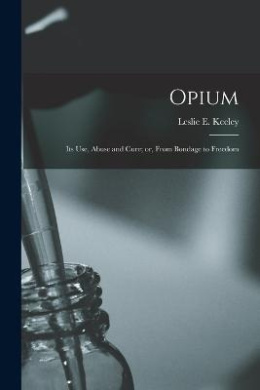 OPIUM
Leslie E. Keeley
Its Use, Abuse and Cure; or, From Bondage to Freedom